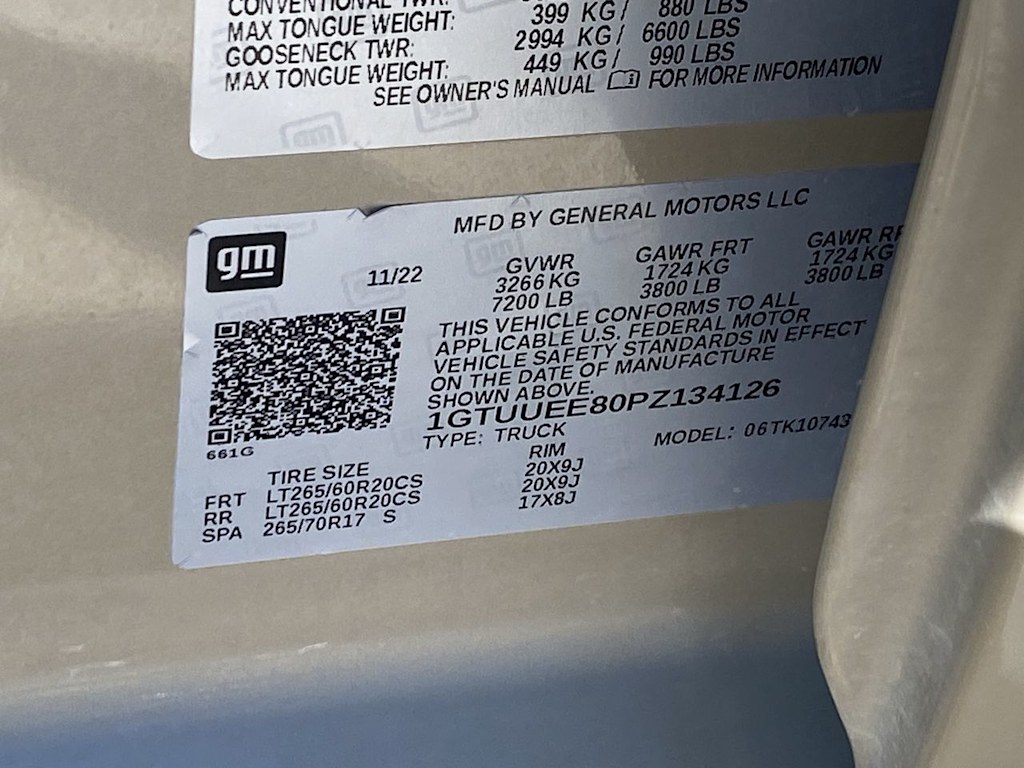 CONVENTIONAL TWR:
MAX TONGUE WEIGHT: 399 KG/ 880 LBS
GOOSENECK TWR: 2994 KG/ 6600 LBS
MAX TONGUE WEIGHT: 449 KG/ 990 LBS
SEE OWNER'S MANUAL FOR MORE INFORMATION
MFD BY GENERAL MOTORS LLC
gm
11/22
GVWR GAWR FRT GAWR RR
3266 KG 1724 KG 1724 KG
7200 LB 3800 LB 3800 LB
THIS VEHICLE CONFORMS TO ALL
APPLICABLE U.S. FEDERAL MOTOR
VEHICLE SAFETY STANDARDS IN EFFECT
ON THE DATE OF MANUFACTURE
SHOWN ABOVE.
1GTUUEE80PZ134126
TYPE: TRUCK MODEL: 06TK10743
661G
TIRE SIZE RIM
FRT LT265/60R20CS 20X9J
RR LT265/60R20CS 20X9J
SPA 265/70R17 S 17X8J